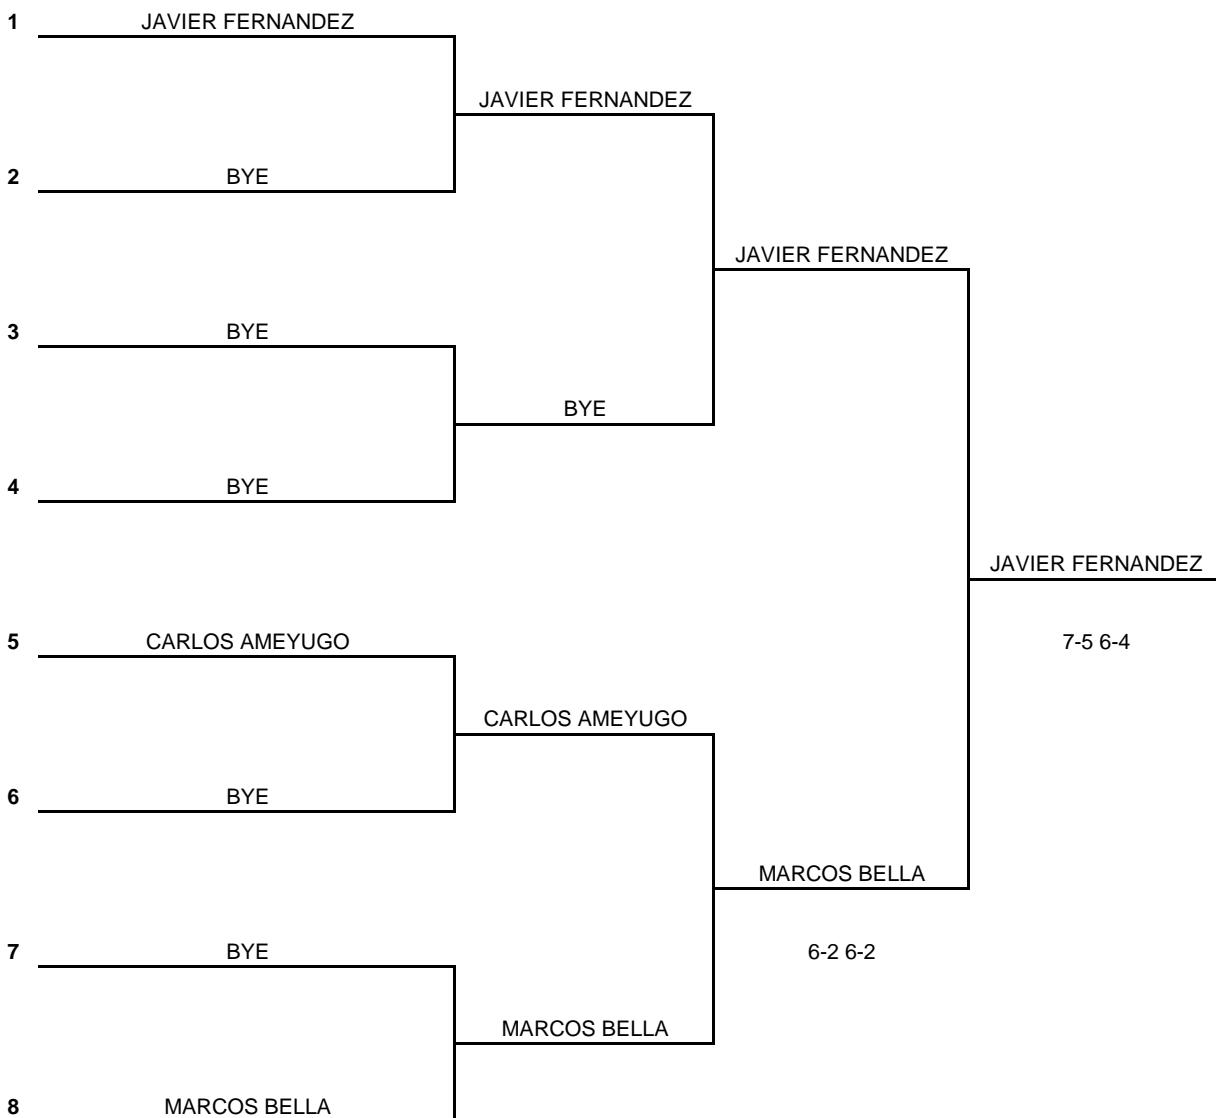 1 JAVIER FERNANDEZ
JAVIER FERNANDEZ
2 BYE
JAVIER FERNANDEZ
3 BYE
BYE
4 BYE
JAVIER FERNANDEZ
5 CARLOS AMEYUGO 7-5 6-4
CARLOS AMEYUGO
6 BYE
MARCOS BELLA
7 BYE 6-2 6-2
MARCOS BELLA
8 MARCOS BELLA